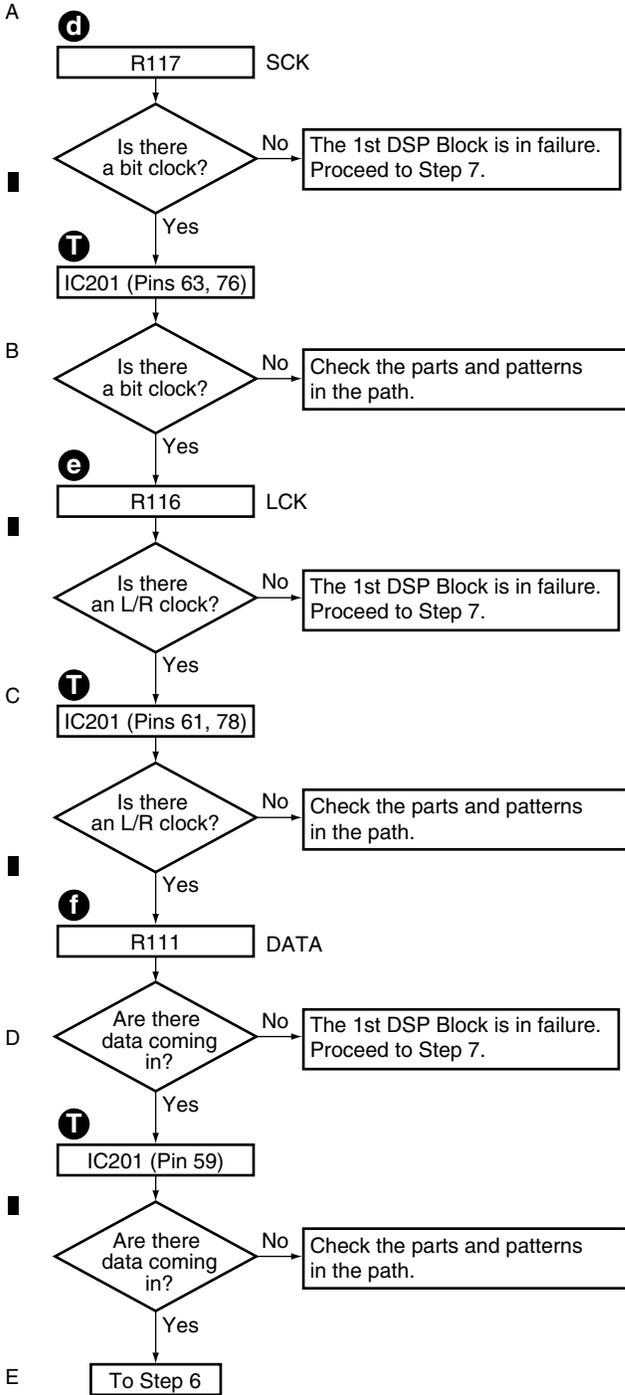 A
d
R117 SCK
Is there
a bit clock?
No
The 1st DSP Block is in failure.
Proceed to Step 7.
Yes
T
IC201 (Pins 63, 76)
B
Is there
a bit clock?
No
Check the parts and patterns
in the path.
Yes
e
R116 LCK
Is there
an L/R clock?
No
The 1st DSP Block is in failure.
Proceed to Step 7.
Yes
C
T
IC201 (Pins 61, 78)
Is there
an L/R clock?
No
Check the parts and patterns
in the path.
Yes
f
R111 DATA
D
Are there
data coming
in?
No
The 1st DSP Block is in failure.
Proceed to Step 7.
Yes
T
IC201 (Pin 59)
Are there
data coming
in?
No
Check the parts and patterns
in the path.
Yes
E
To Step 6